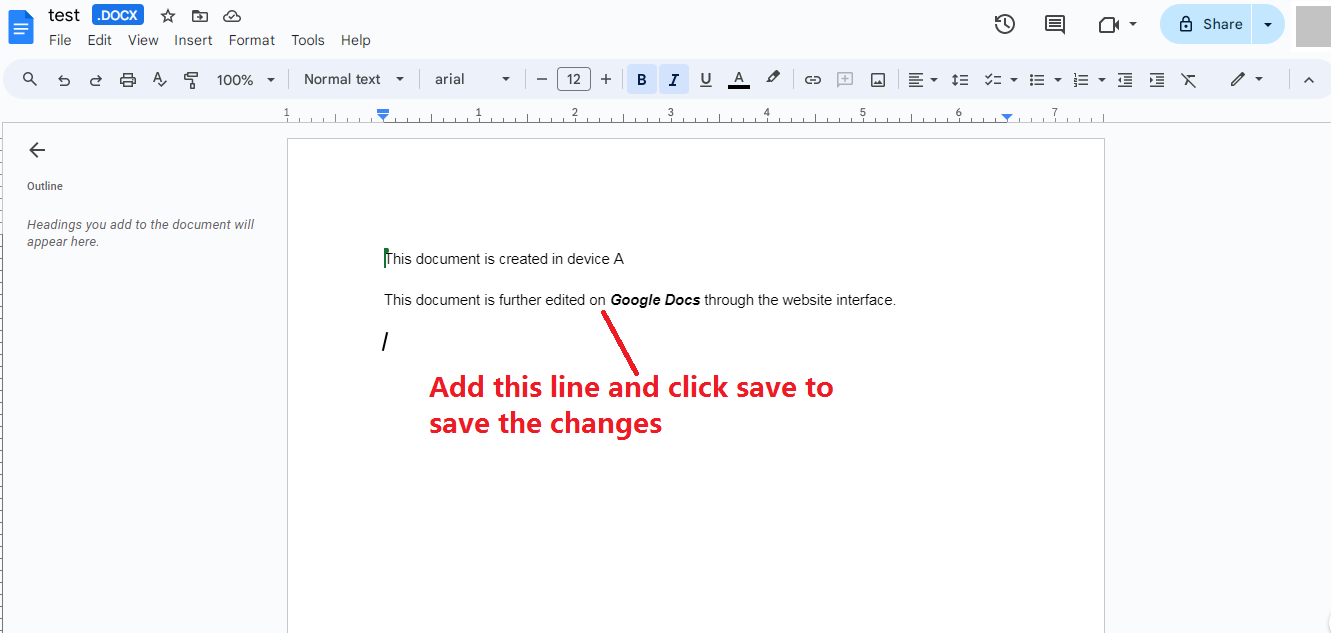 test .DOCX
File Edit View Insert Format Tools Help
Share
100% Normal text arial 12 B I U A
1 1 2 3 4 5 6 7
Outline
Headings you add to the document will
appear here.
This document is created in device A
This document is further edited on Google Docs through the website interface.
Add this line and click save to
save the changes